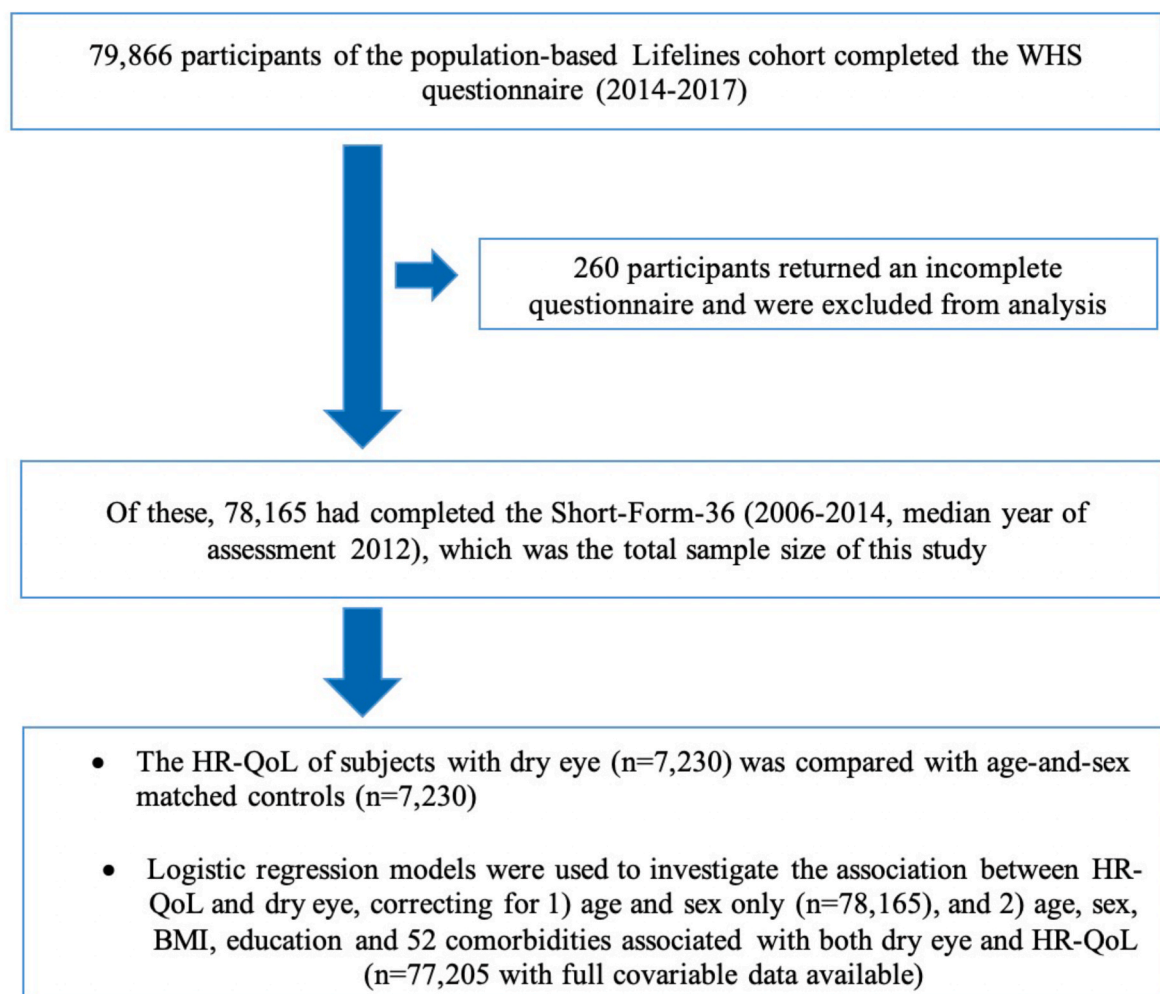 79,866 participants of the population-based Lifelines cohort completed the WHS
questionnaire (2014-2017)
260 participants returned an incomplete
questionnaire and were excluded from analysis
Of these, 78,165 had completed the Short-Form-36 (2006-2014, median year of
assessment 2012), which was the total sample size of this study
• The HR-QoL of subjects with dry eye (n=7,230) was compared with age-and-sex
matched controls (n=7,230)
• Logistic regression models were used to investigate the association between HR-
QoL and dry eye, correcting for 1) age and sex only (n=78,165), and 2) age, sex,
BMI, education and 52 comorbidities associated with both dry eye and HR-QoL
(n=77,205 with full covariable data available)